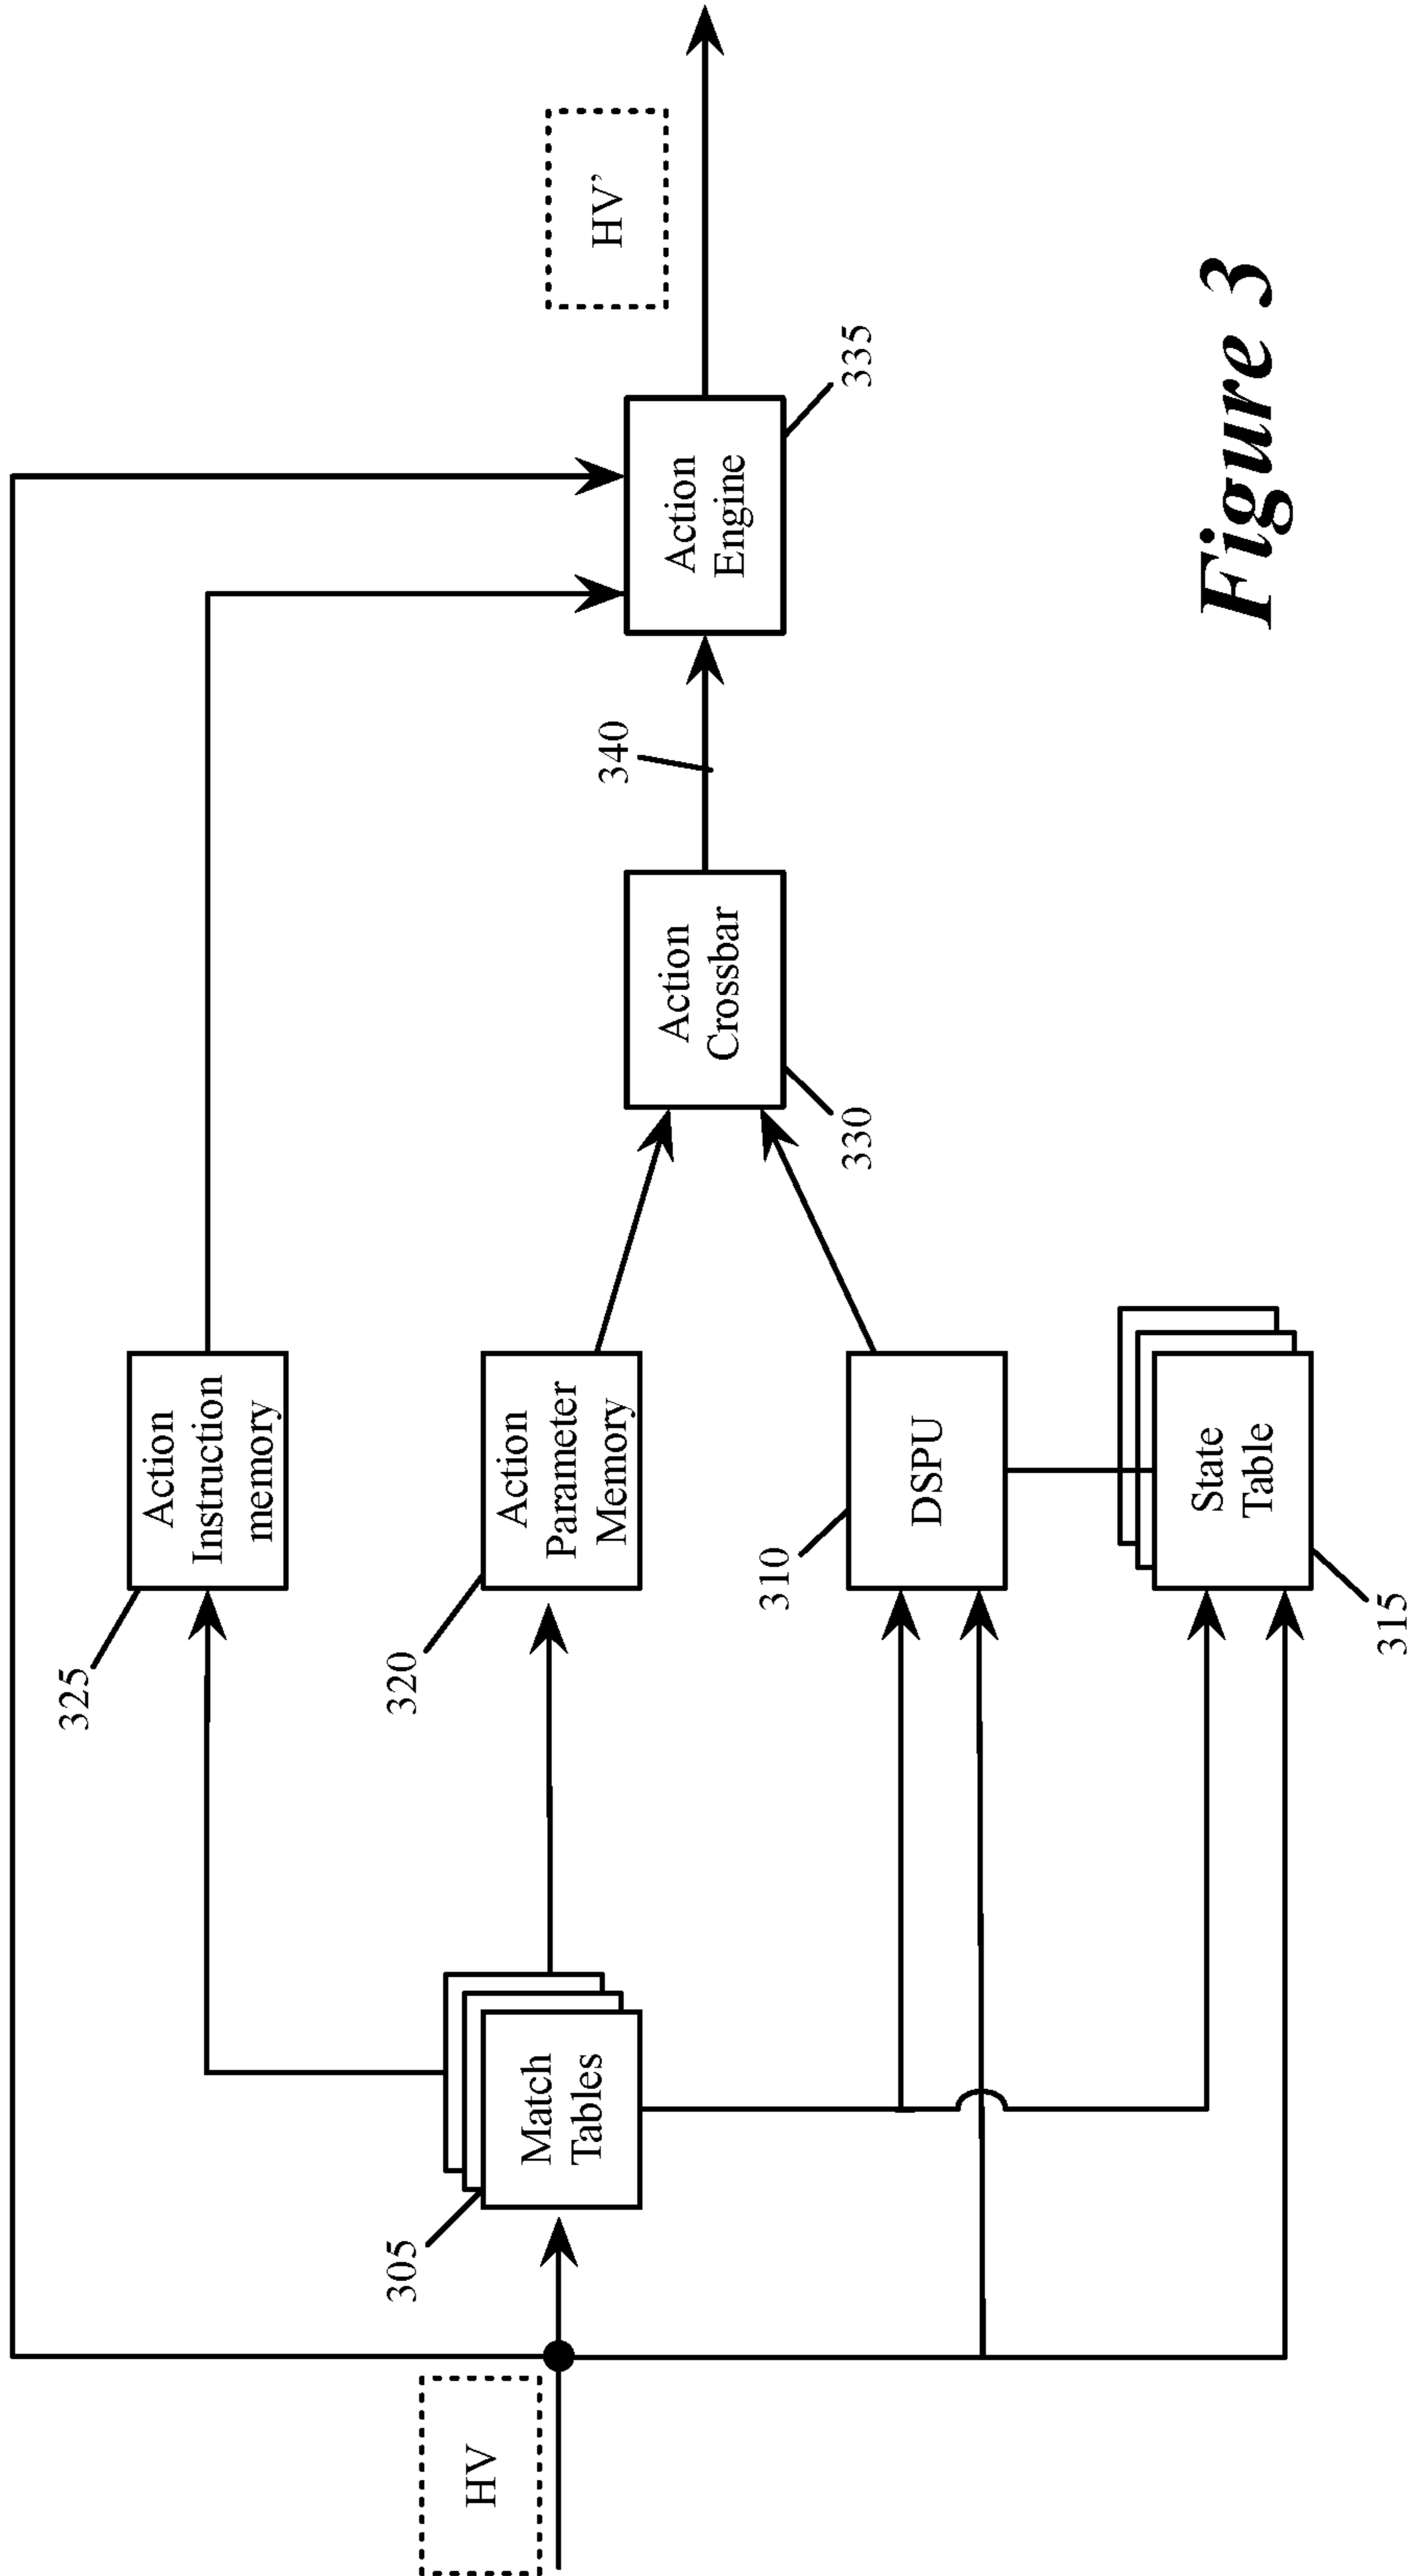 325
Action
Instruction
memory
HV'
320
Action
Parameter
Memory
305
HV
Match
Tables
340
Action
Crossbar
330
Action
Engine
335
310
DSPU
State
Table
315
Figure 3